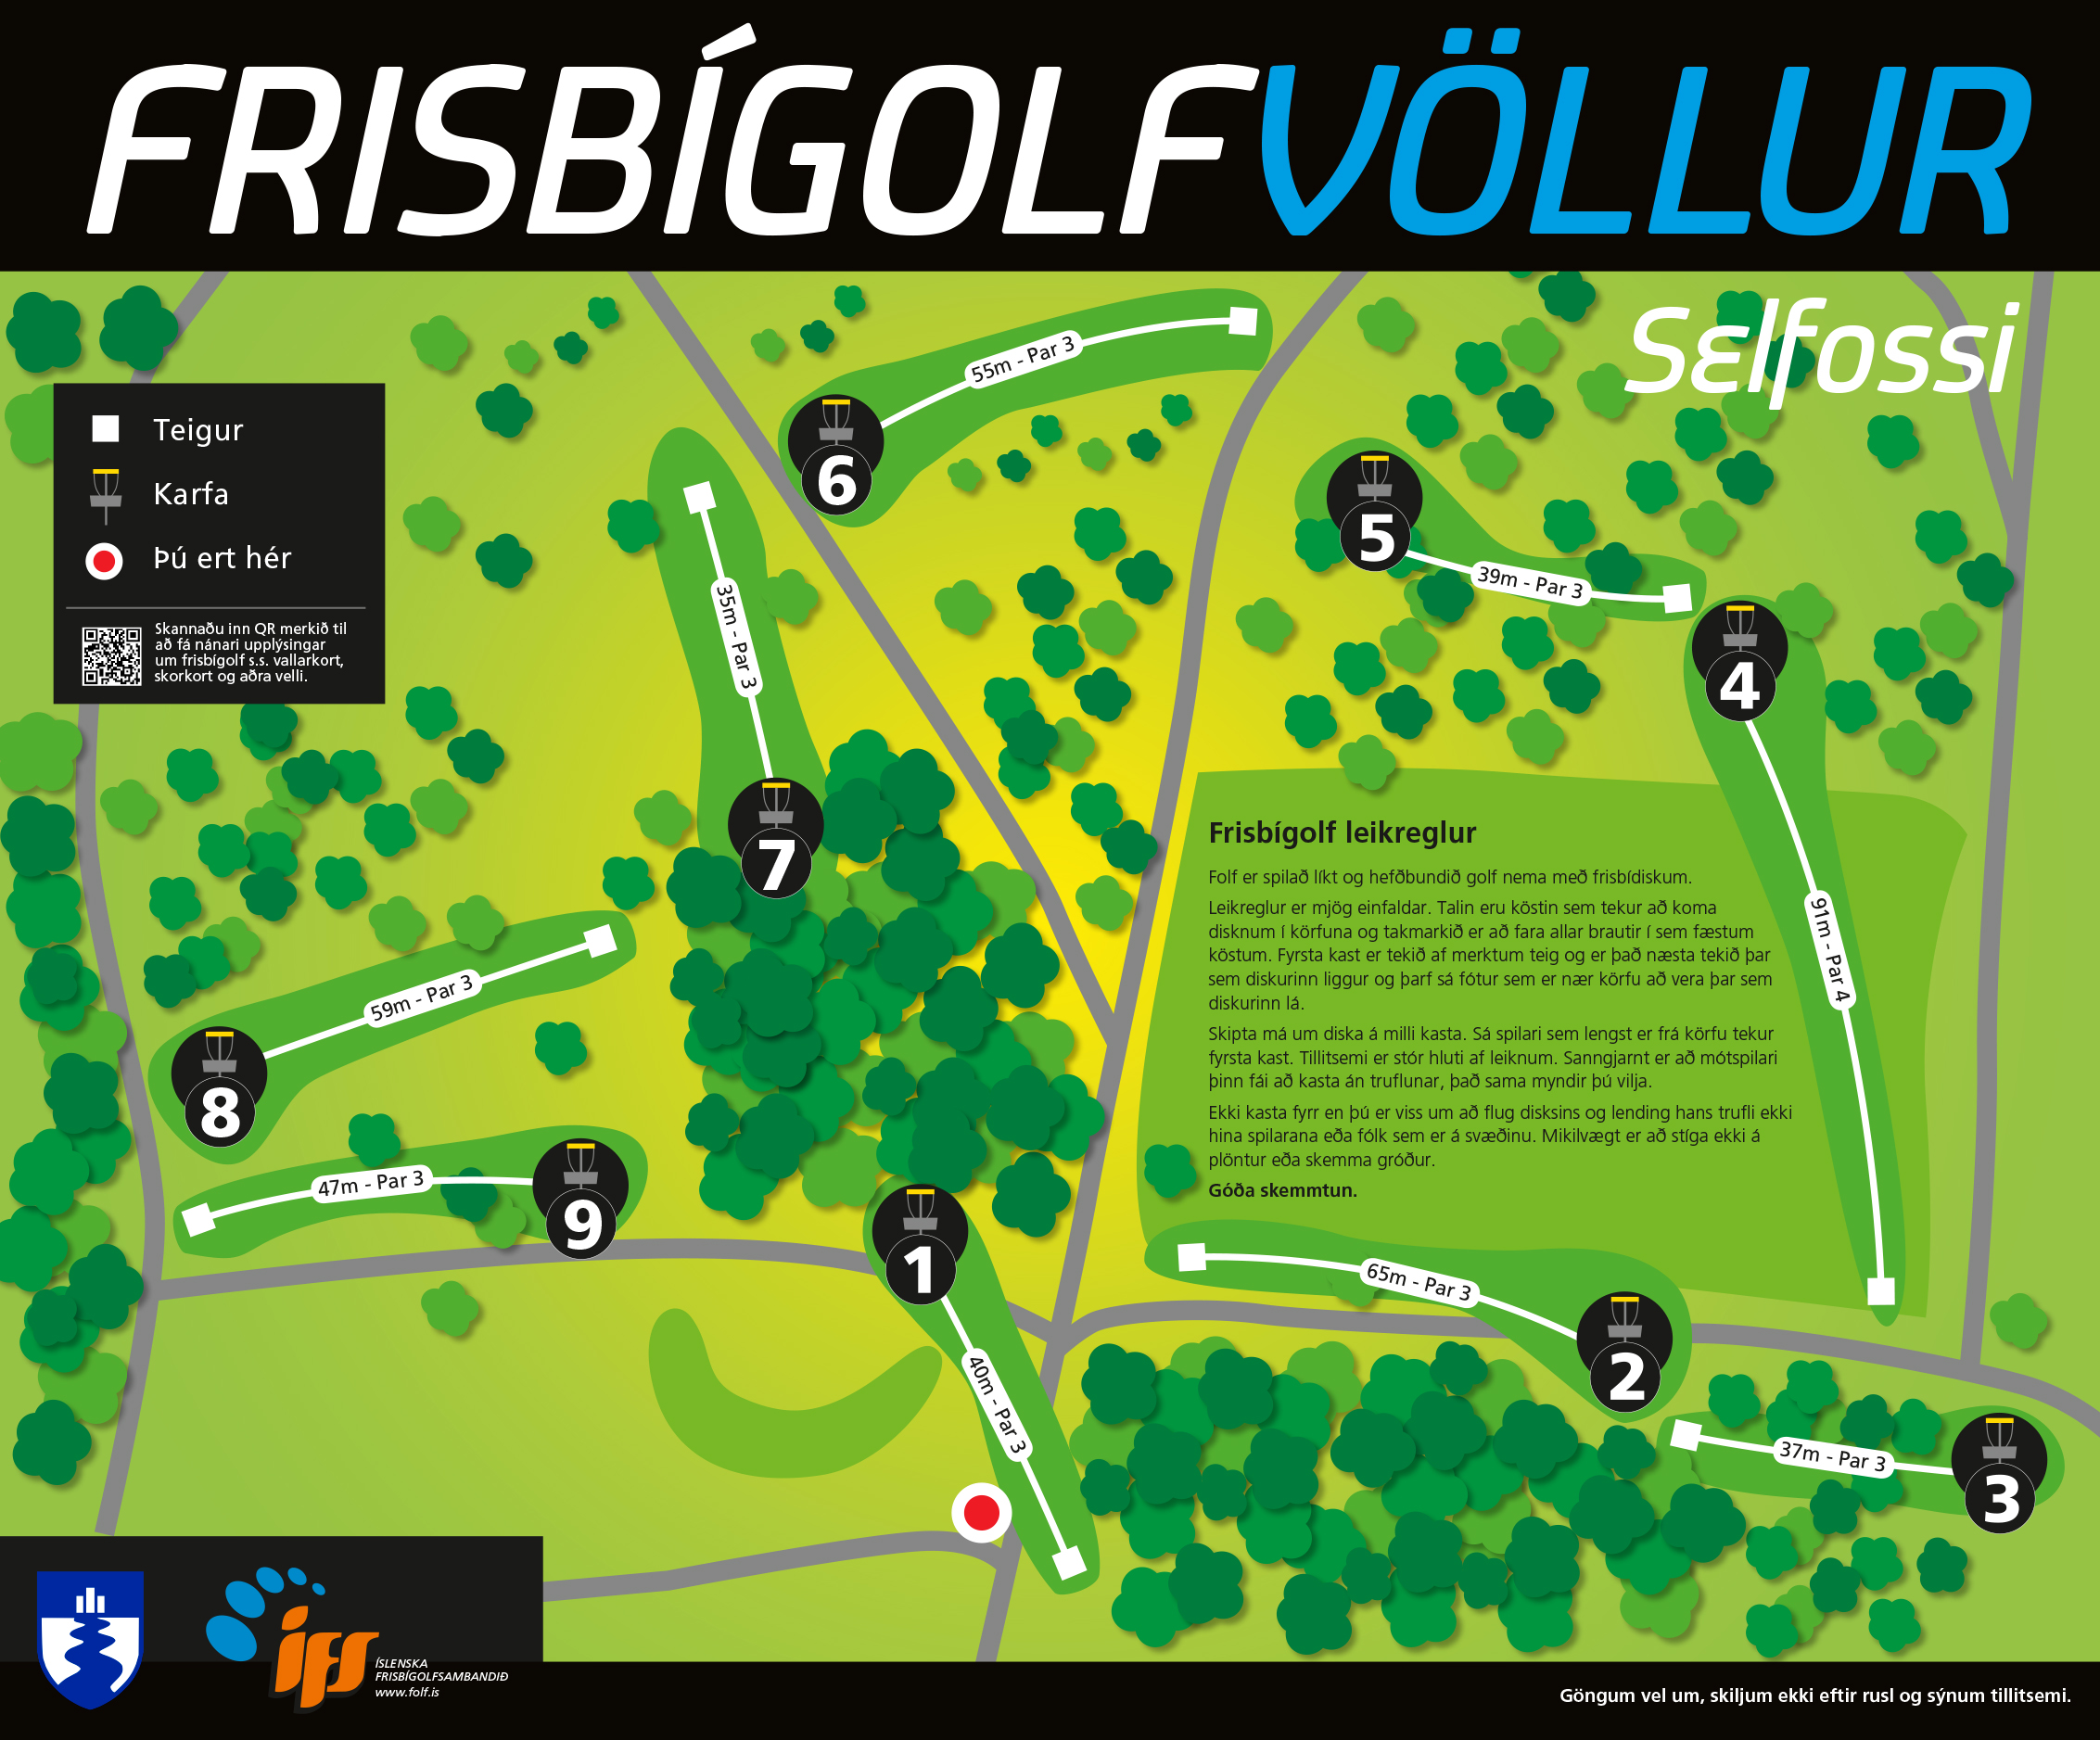 FRISBÍGOLFVÖLLUR
Selfossi
Teigur
Karfa
Þú ert hér
Skannaðu inn QR merkið til
að fá nánari upplýsingar
um frisbígolf s.s. vallarkort,
skorkort og aðra velli.
55m - Par 3
6
5
39m - Par 3
35m - Par 3
4
7
91m - Par 4
59m - Par 3
8
47m - Par 3
9
1
40m - Par 3
65m - Par 3
2
37m - Par 3
3
Frisbígolf leikreglur
Folf er spilað líkt og hefðbundið golf nema með frisbídiskum.
Leikreglur er mjög einfaldar. Talin eru köstin sem tekur að koma
disknum í körfuna og takmarkið er að fara allar brautir í sem fæstum
köstum. Fyrsta kast er tekið af merktum teig og er það næsta tekið þar
sem diskurinn liggur og þarf sá fótur sem er nær körfu að vera þar sem
diskurinn lá.
Skipta má um diska á milli kasta. Sá spilari sem lengst er frá körfu tekur
fyrsta kast. Tillitsemi er stór hluti af leiknum. Sanngjarnt er að mótspilari
þinn fái að kasta án truflunar, það sama myndir þú vilja.
Ekki kasta fyrr en þú er viss um að flug disksins og lending hans trufli ekki
hina spilarana eða fólk sem er á svæðinu. Mikilvægt er að stíga ekki á
plöntur eða skemma gróður.
Góða skemmtun.
ífs
ÍSLENSKA
FRISBÍGOLFSAMBANDIÐ
www.folf.is
Göngum vel um, skiljum ekki eftir rusl og sýnum tillitsemi.